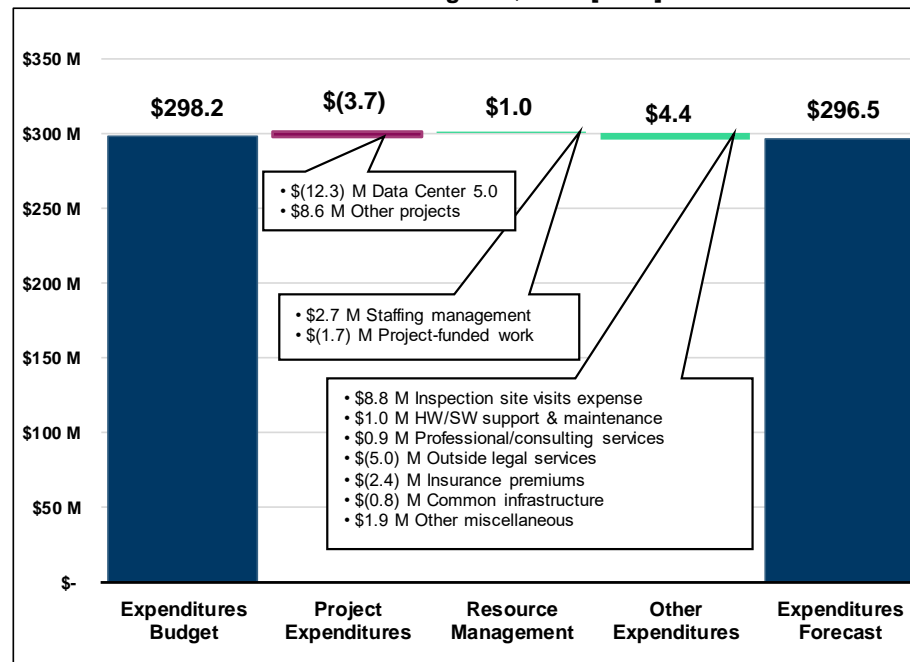 $350 M
$300 M
$250 M
$200 M
$150 M
$100 M
$50 M
$-
$298.2
$(3.7)
$1.0
$4.4
$296.5
• $(12.3) M Data Center 5.0
• $8.6 M Other projects
• $2.7 M Staffing management
• $(1.7) M Project-funded work
• $8.8 M Inspection site visits expense
• $1.0 M HW/SW support & maintenance
• $0.9 M Professional/consulting services
• $(5.0) M Outside legal services
• $(2.4) M Insurance premiums
• $(0.8) M Common infrastructure
• $1.9 M Other miscellaneous
Expenditures
Budget
Project
Expenditures
Resource
Management
Other
Expenditures
Expenditures
Forecast